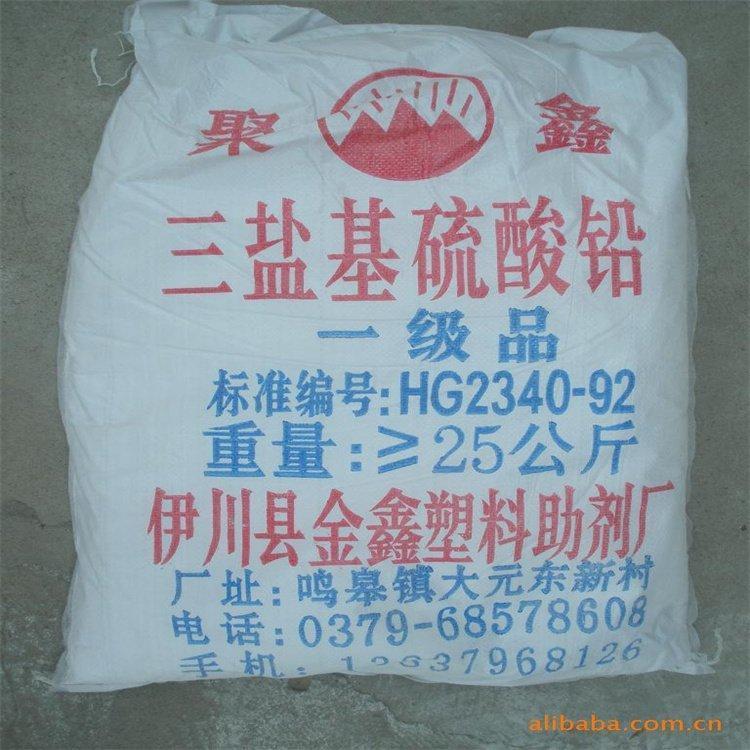 聚鑫
三盐基硫酸铅
一级品
标准编号:HG2340-92
重量:≥25公斤
伊川县金鑫塑料助剂厂
厂址:鸣皋镇大元东新村
电话:0379-68578608
手机:
alibaba.com.cn